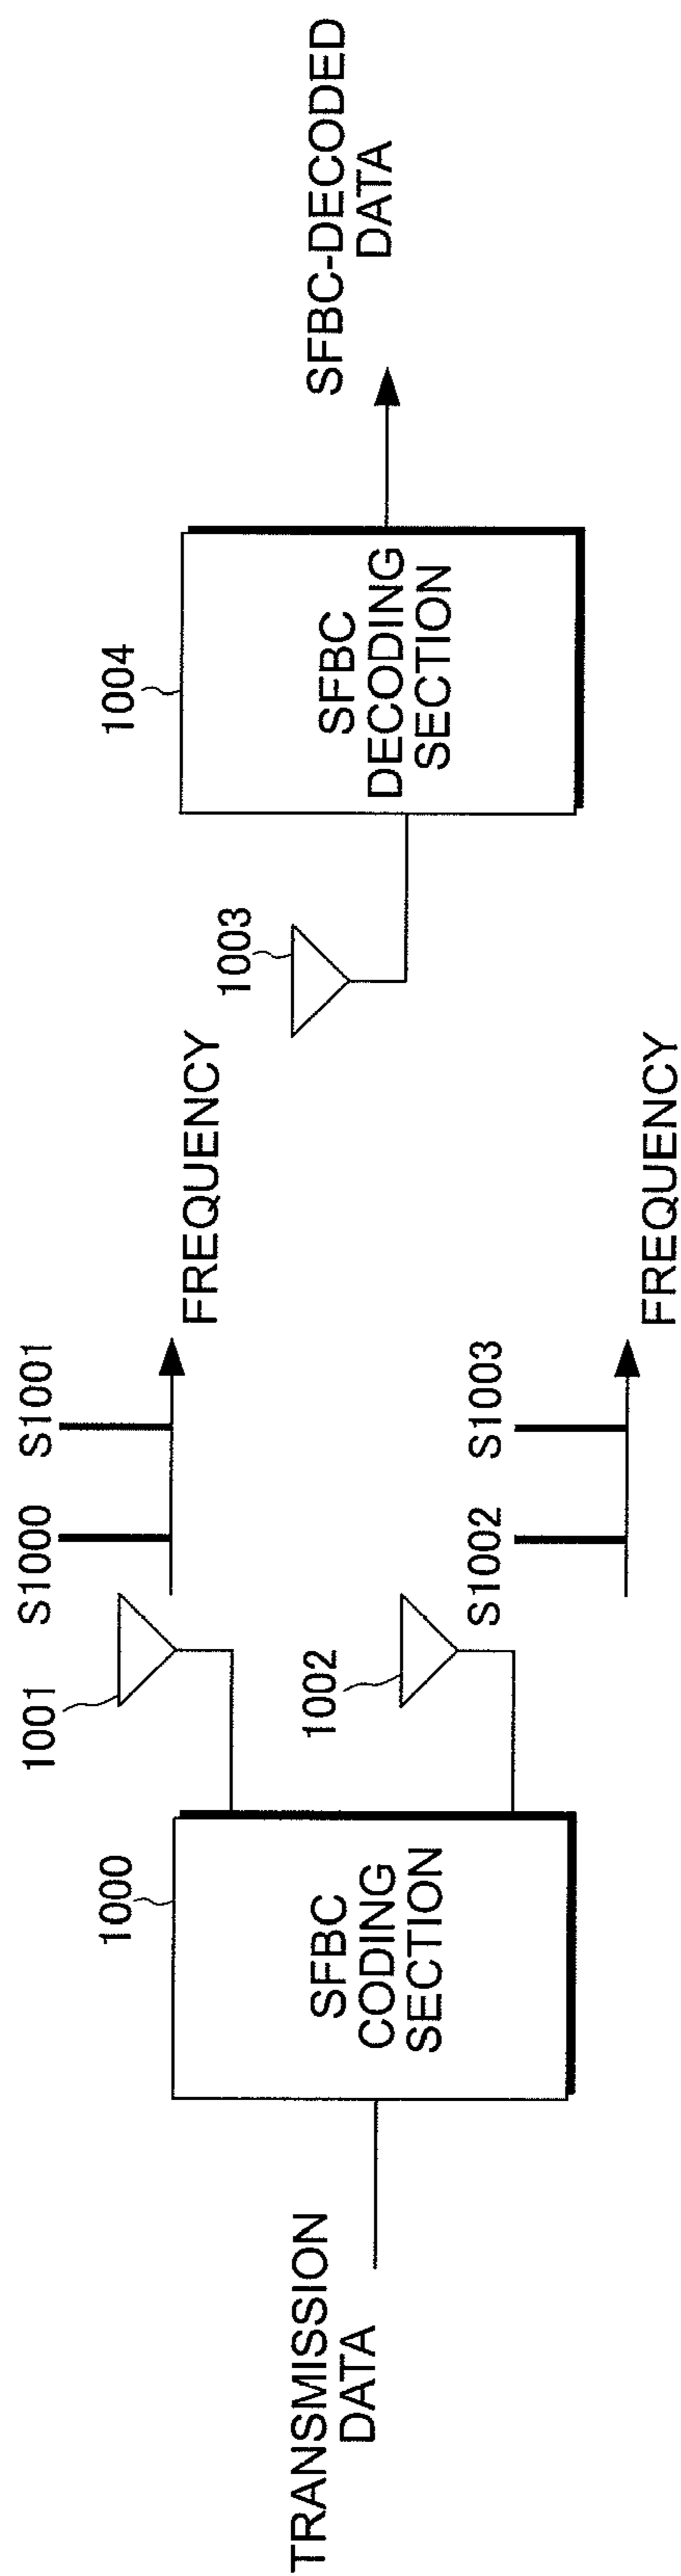 TRANSMISSION
DATA
1000
SFBC
CODING
SECTION
1001
1002
S1000
S1001
FREQUENCY
S1002
S1003
FREQUENCY
1003
1004
SFBC
DECODING
SECTION
SFBC-DECODED
DATA